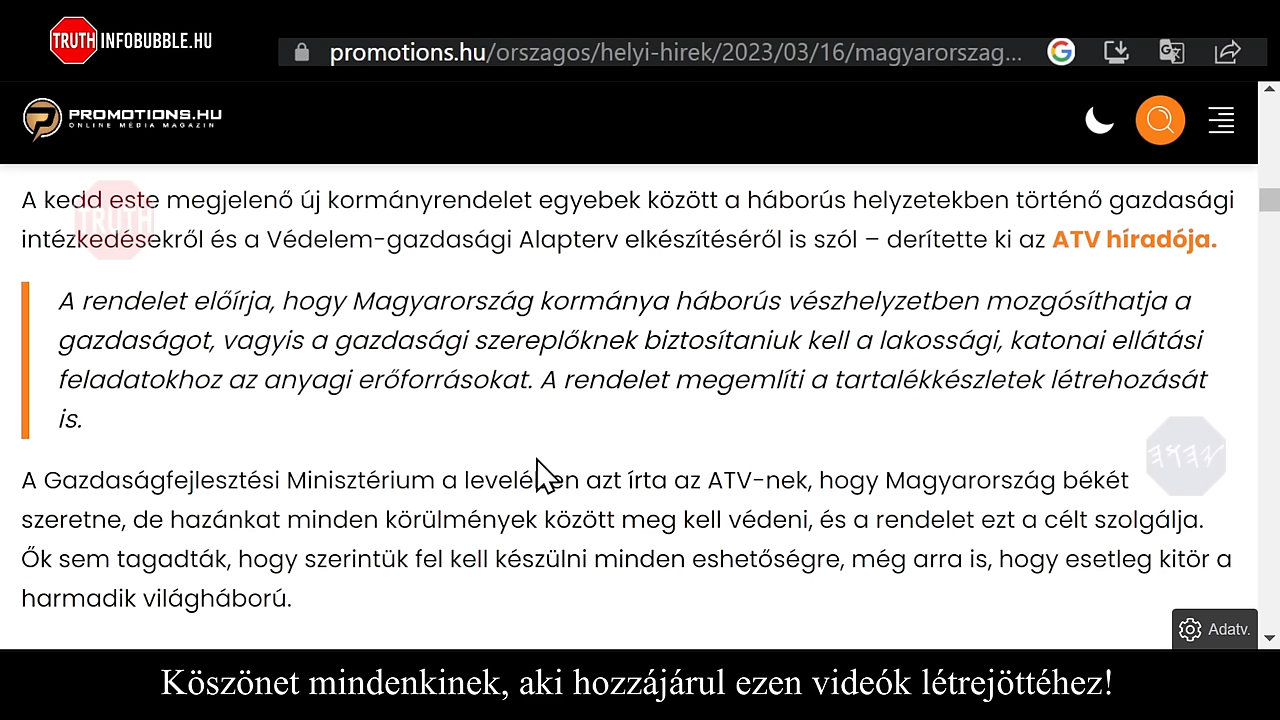 TRUTH INFOBUBBLE.HU
promotions.hu/orszagos/helyi-hirek/2023/03/16/magyarorszag...
PROMOTIONS.HU
ONLINE MEDIA MAGAZIN
A kedd este megjelenő új kormányrendelet egyebek között a háborús helyzetekben történő gazdasági
intézkedésekről és a Védelem-gazdasági Alapterv elkészítéséről is szól – derítette ki az ATV híradója.
TRUTH
A rendelet előírja, hogy Magyarország kormánya háborús vészhelyzetben mozgósíthatja a
gazdaságot, vagyis a gazdasági szereplőknek biztosítaniuk kell a lakossági, katonai ellátási
feladatokhoz az anyagi erőforrásokat. A rendelet megemlíti a tartalékkészletek létrehozását
is.
A Gazdaságfejlesztési Minisztérium a levelében azt írta az ATV-nek, hogy Magyarország békét
szeretne, de hazánkat minden körülmények között meg kell védeni, és a rendelet ezt a célt szolgálja.
Ők sem tagadták, hogy szerintük fel kell készülni minden eshetőségre, még arra is, hogy esetleg kitör a
harmadik világháború.
Adatv.
Köszönet mindenkinek, aki hozzájárul ezen videók létrejöttéhez!